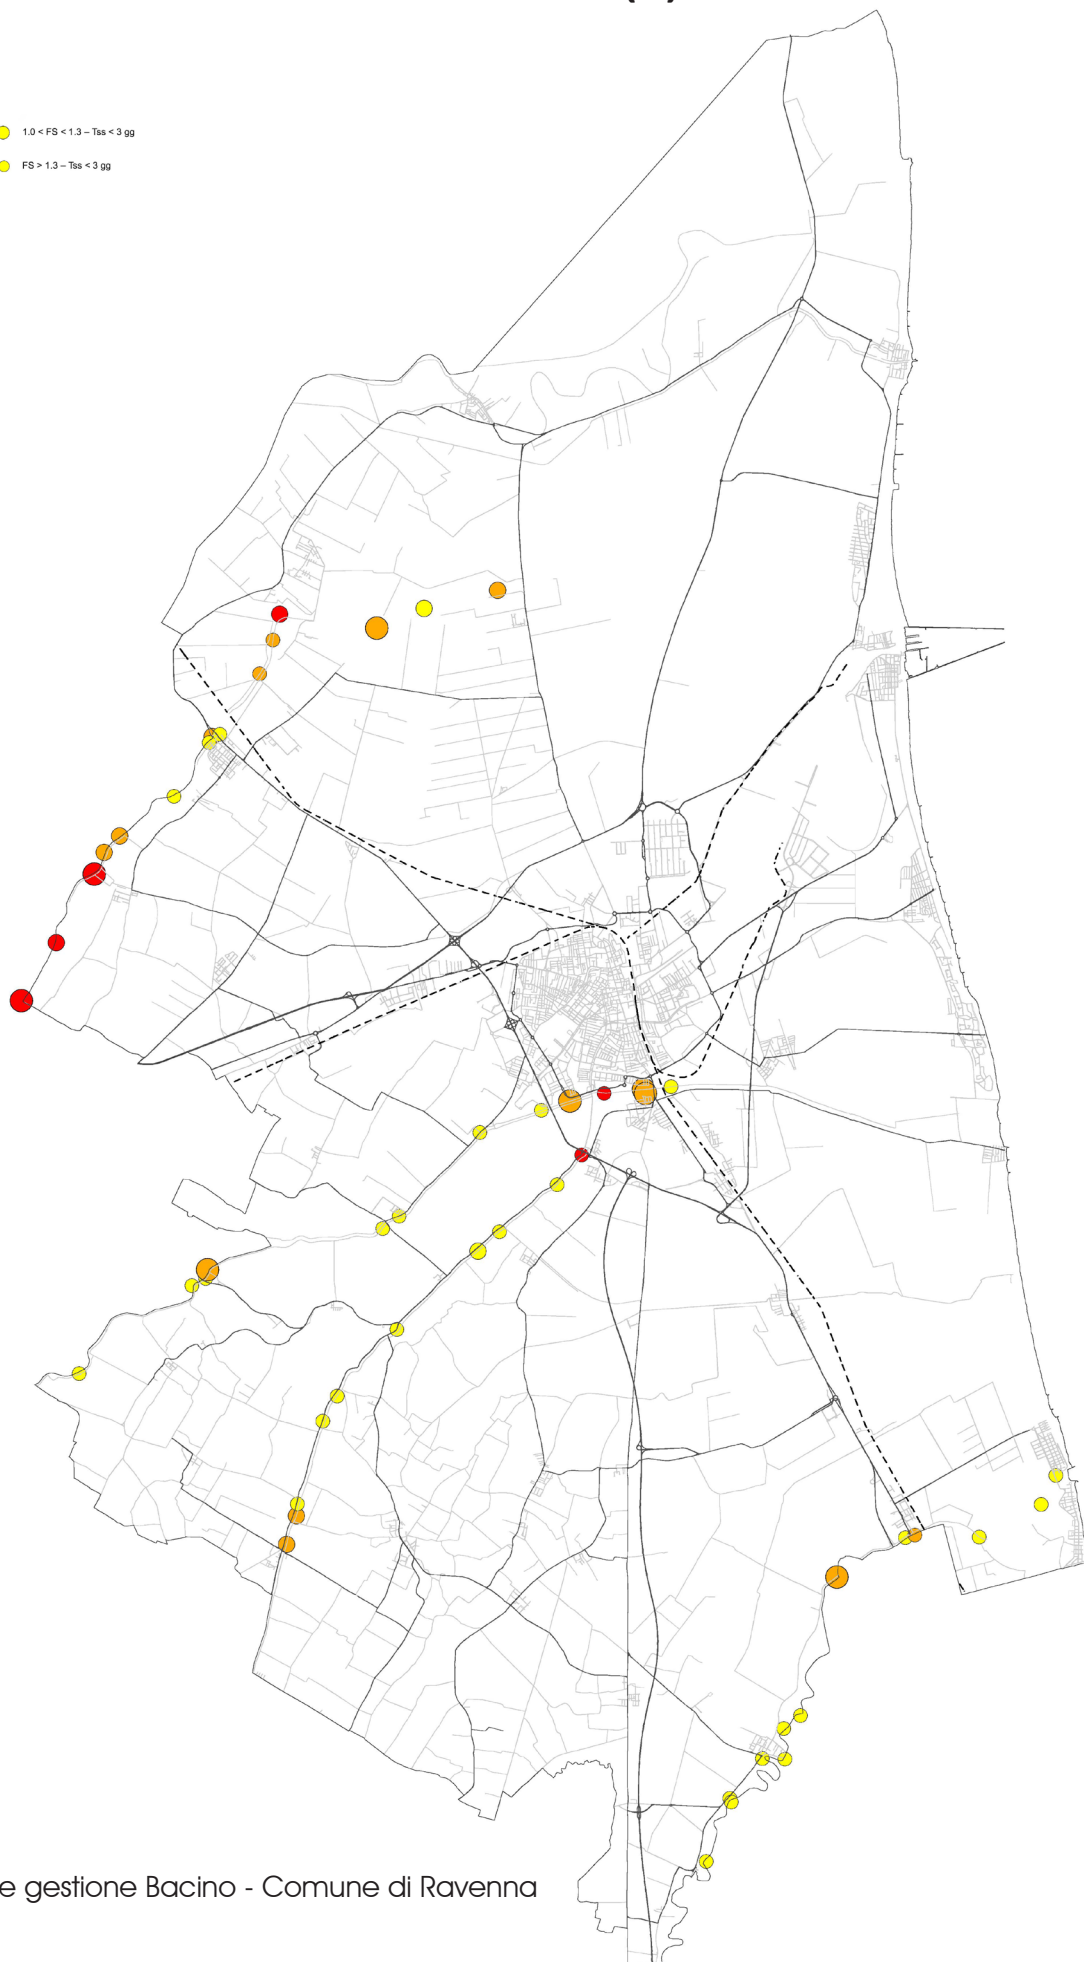 1.0 < FS < 1.3 – Tss < 3 gg
FS > 1.3 – Tss < 3 gg
e gestione Bacino - Comune di Ravenna